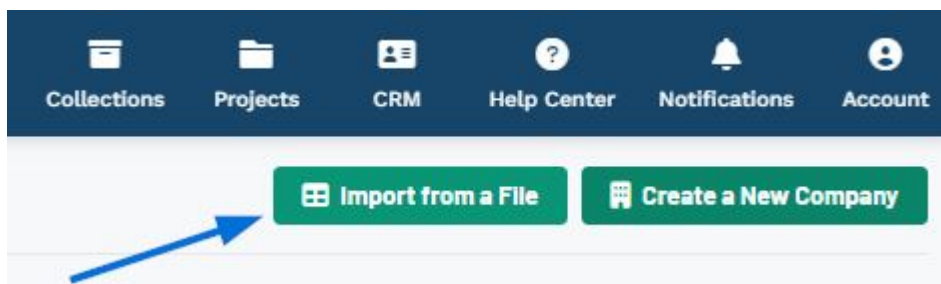 Collections Projects CRM Help Center Notifications Account
Import from a File Create a New Company